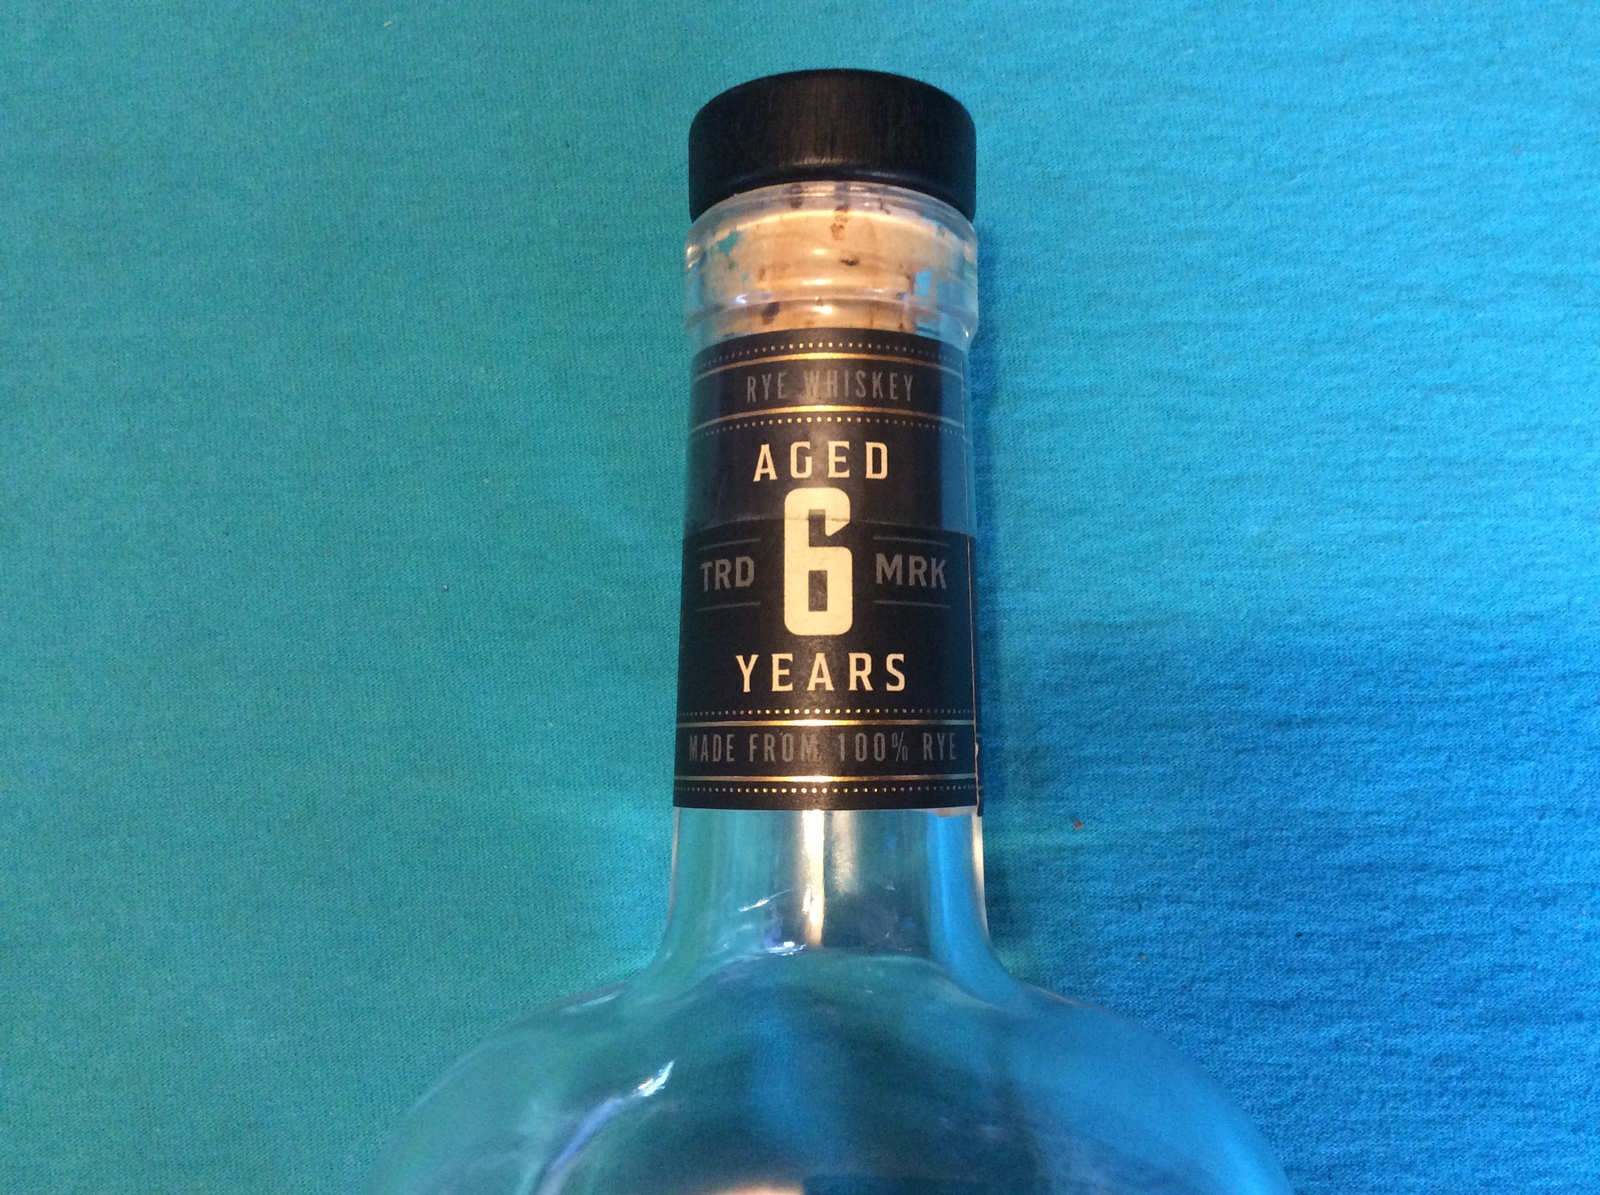 RYE WHISKEY
AGED
6
TRD MRK
YEARS
MADE FROM 100% RYE